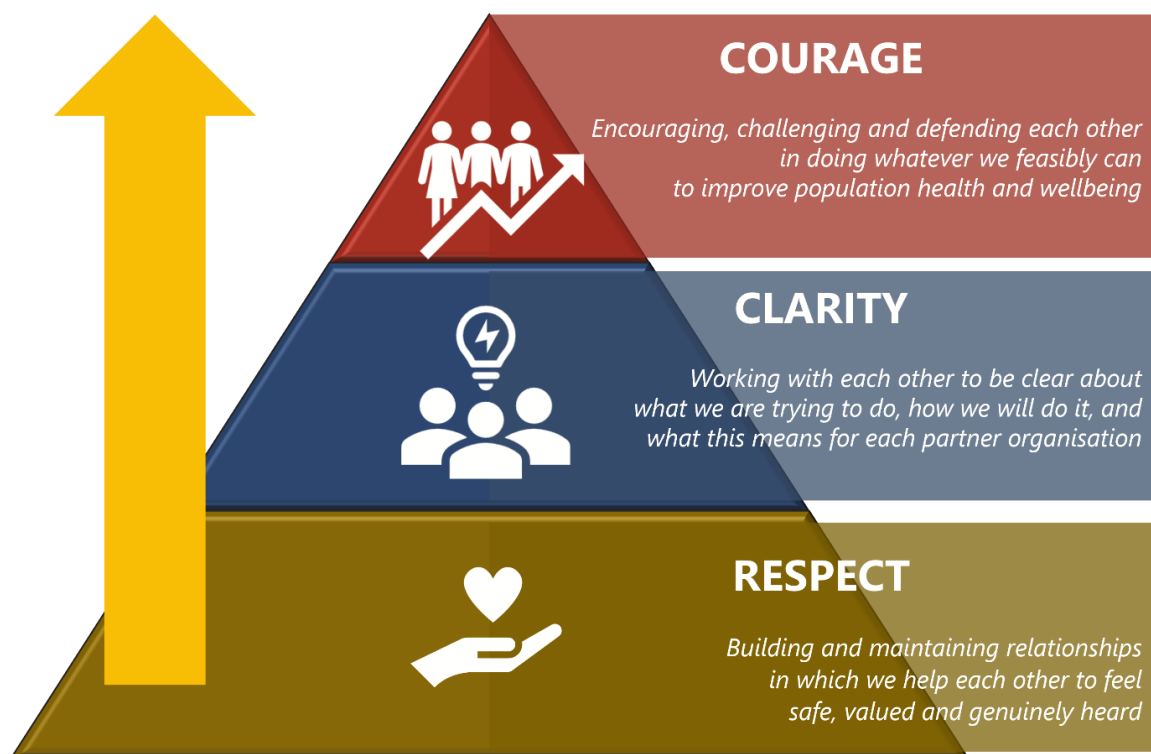 COURAGE
Encouraging, challenging and defending each other
in doing whatever we feasibly can
to improve population health and wellbeing
CLARITY
Working with each other to be clear about
what we are trying to do, how we will do it, and
what this means for each partner organisation
RESPECT
Building and maintaining relationships
in which we help each other to feel
safe, valued and genuinely heard